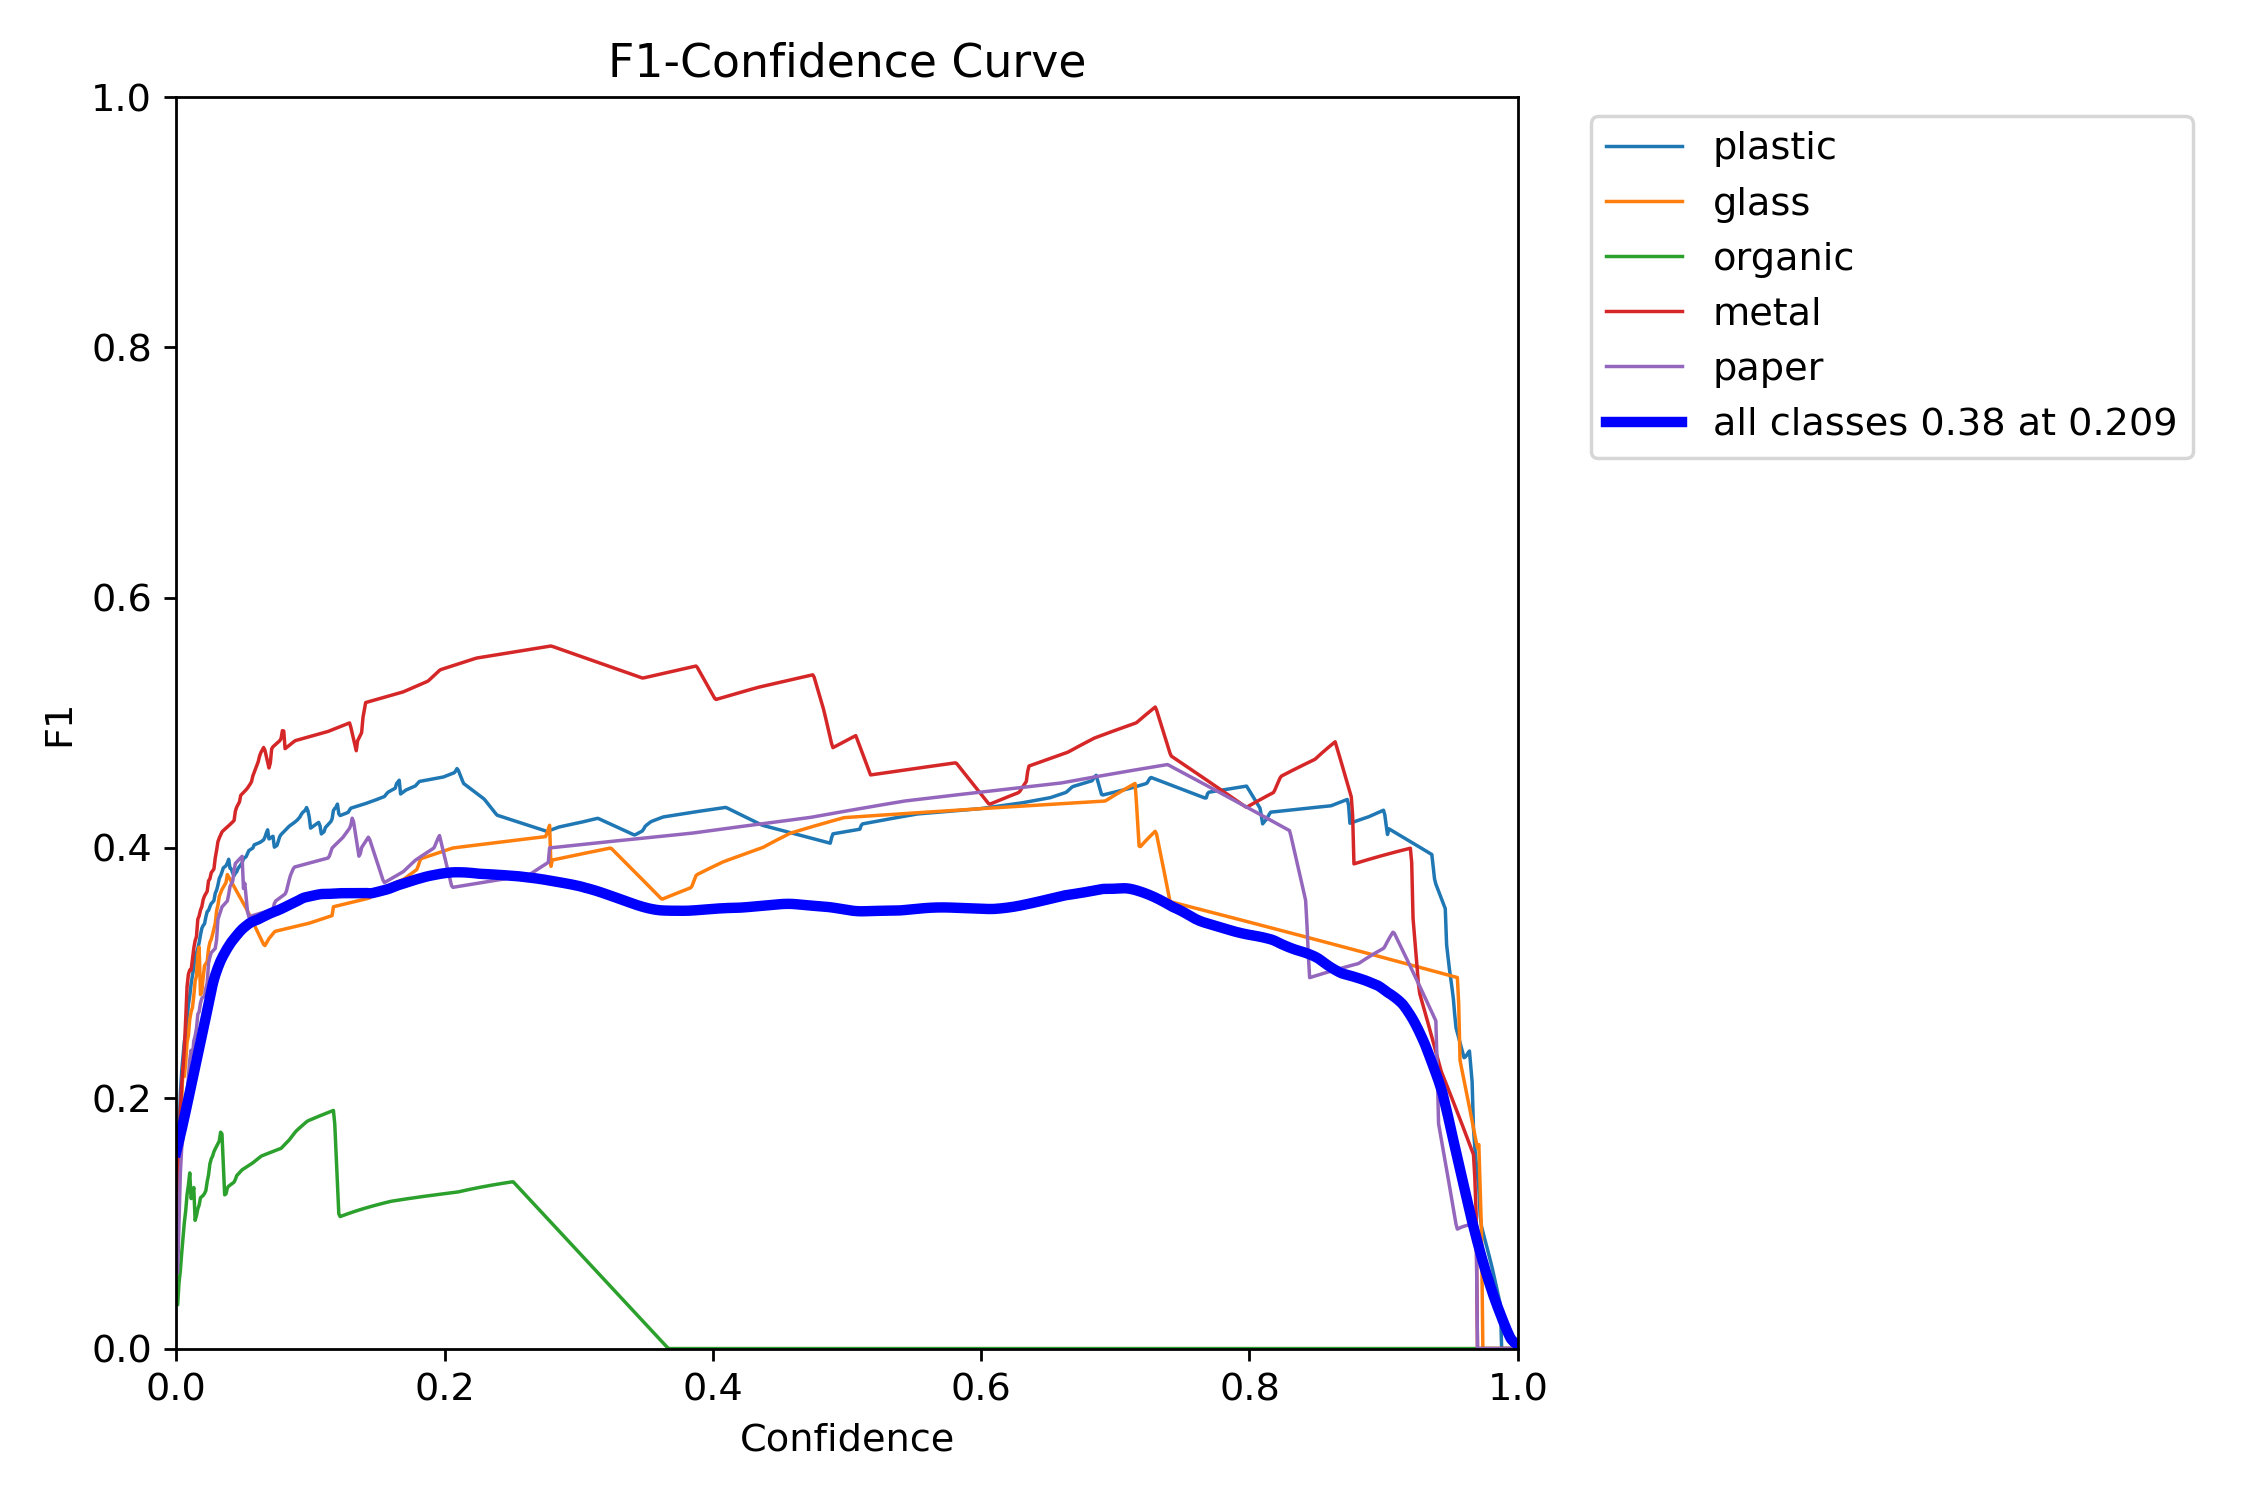 F1-Confidence Curve
1.0
0.8
0.6
0.4
0.2
0.0
F1
0.0 0.2 0.4 0.6 0.8 1.0
Confidence
plastic
glass
organic
metal
paper
all classes 0.38 at 0.209